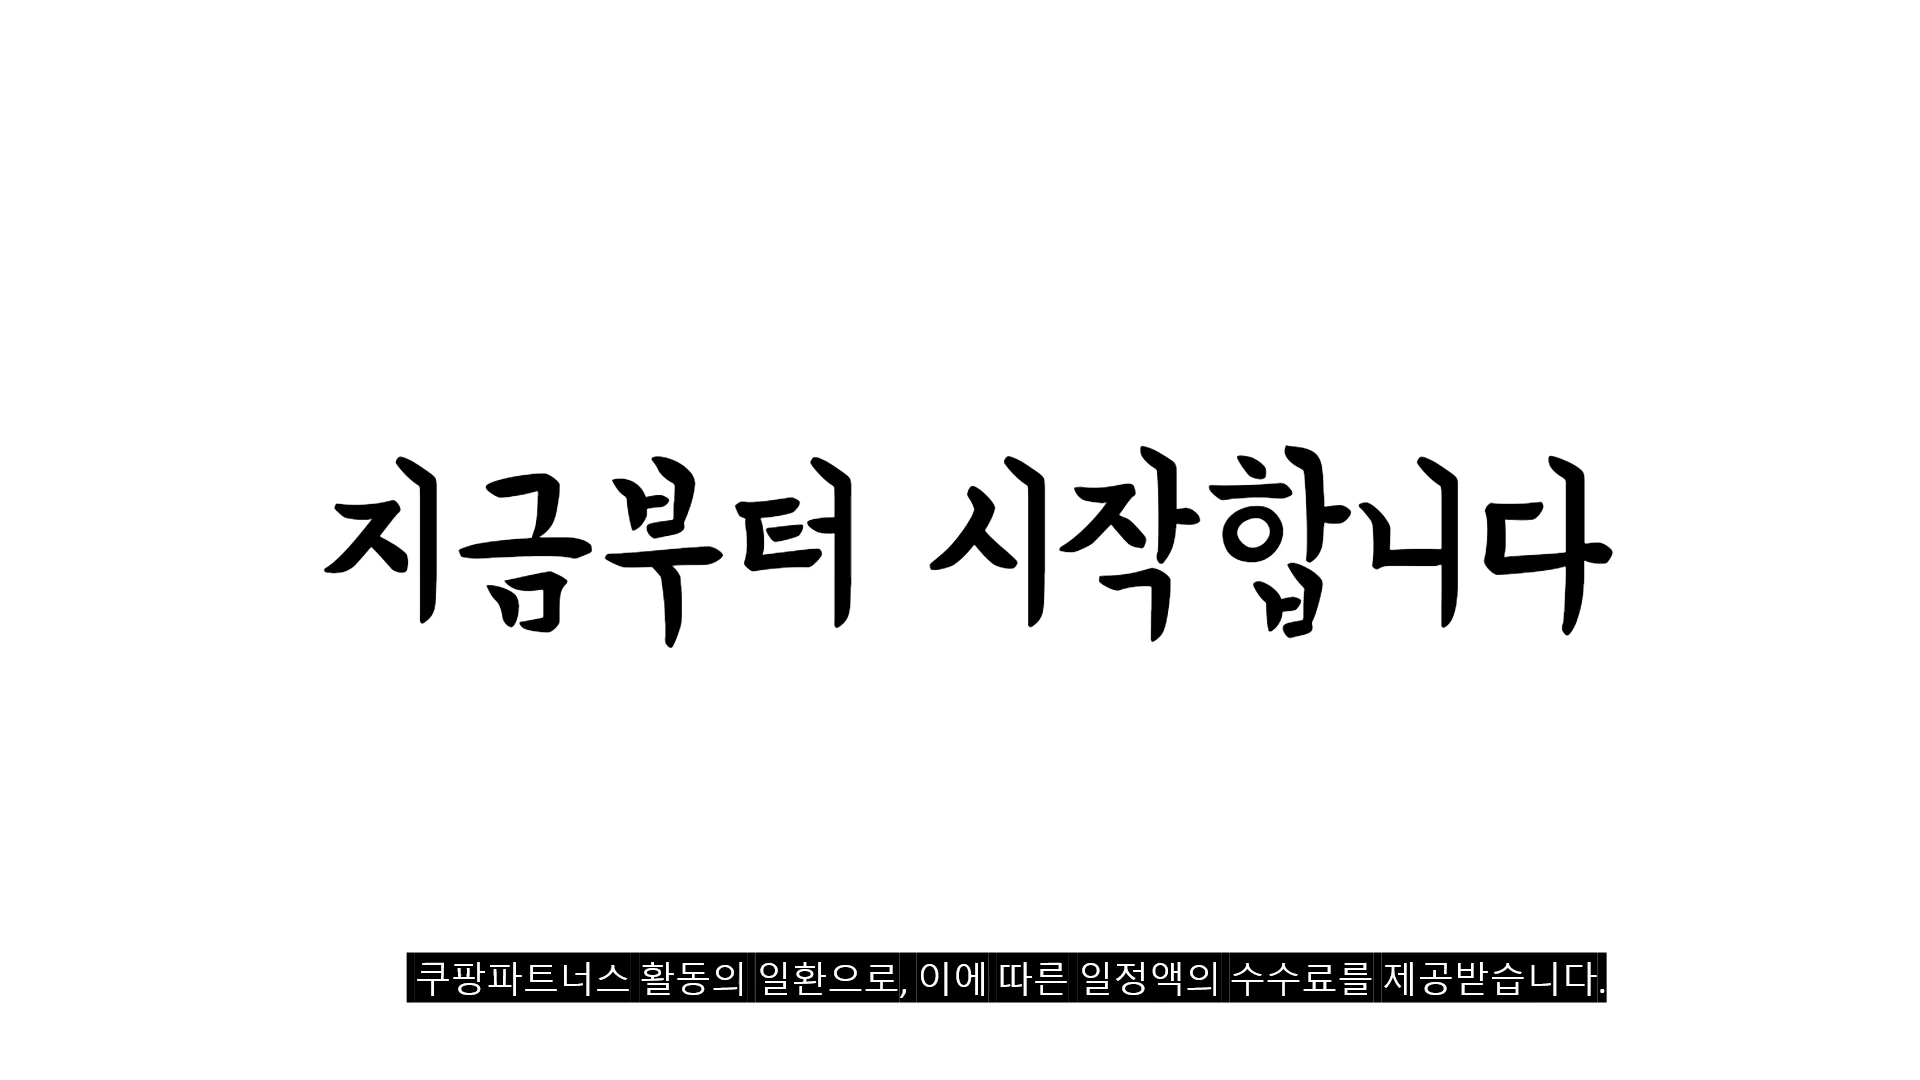 지금부터 시작합니다
쿠팡파트너스 활동의 일환으로, 이에 따른 일정액의 수수료를 제공받습니다.